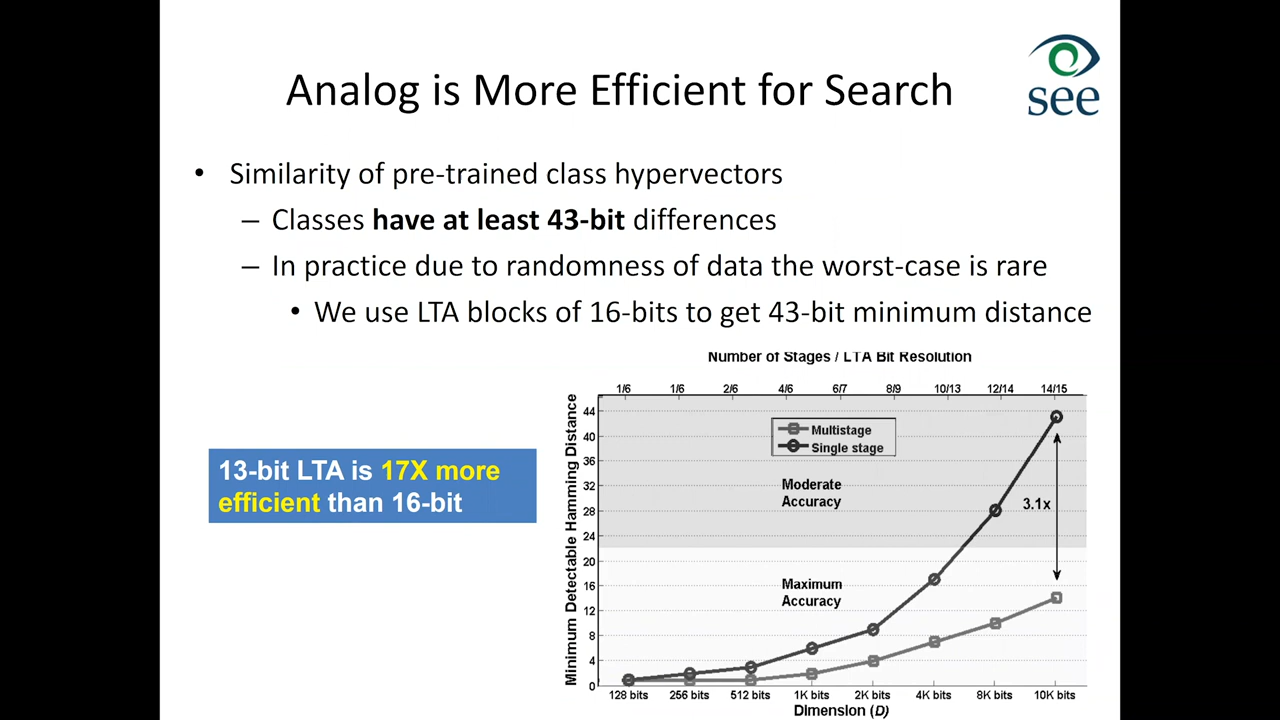 Analog is More Efficient for Search
see
• Similarity of pre-trained class hypervectors
– Classes have at least 43-bit differences
– In practice due to randomness of data the worst-case is rare
• We use LTA blocks of 16-bits to get 43-bit minimum distance
13-bit LTA is 17X more
efficient than 16-bit
Number of Stages / LTA Bit Resolution
1/6 1/6 2/6 4/6 6/7 8/9 10/13 12/14 14/15
Minimum Detectable Hamming Distance
44
40
36
32
28
24
20
16
12
8
4
0
Multistage
Single stage
Moderate
Accuracy
3.1x
Maximum
Accuracy
128 bits 256 bits 512 bits 1K bits 2K bits 4K bits 8K bits 10K bits
Dimension (D)